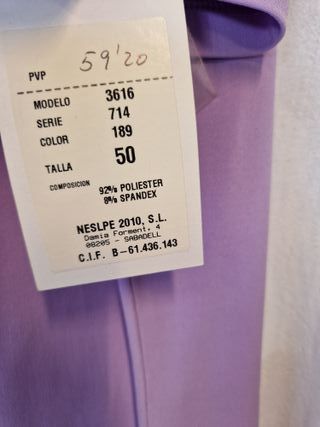 PVP 59'20
MODELO 3616
SERIE 714
COLOR 189
TALLA 50
COMPOSICION 92% POLIESTER
8% SPANDEX
NESLPE 2010, S.L.
Damia Forment, 4
08205 - SABADELL
C.I.F. B-61.436.143